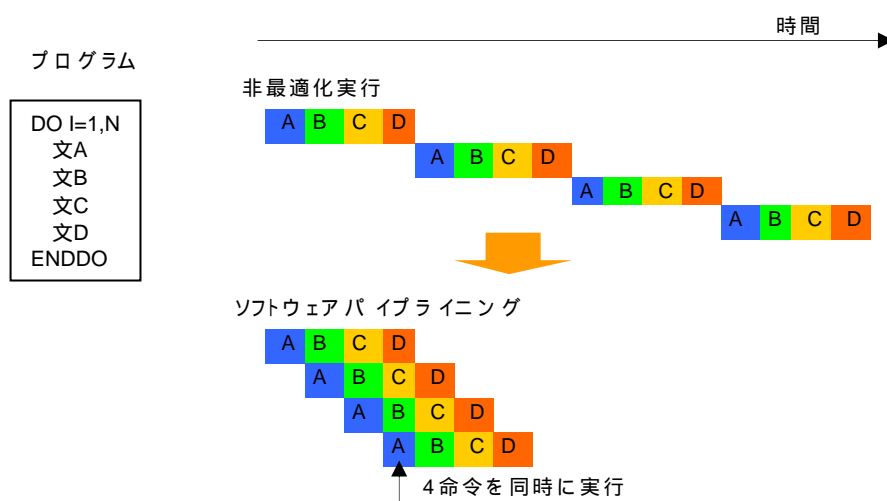 時間
プログラム
DO I=1,N
文A
文B
文C
文D
ENDDO
非最適化実行
A B C D
A B C D
A B C D
A B C D
ソフトウェアパイプライニング
A B C D
A B C D
A B C D
A B C D
4命令を同時に実行